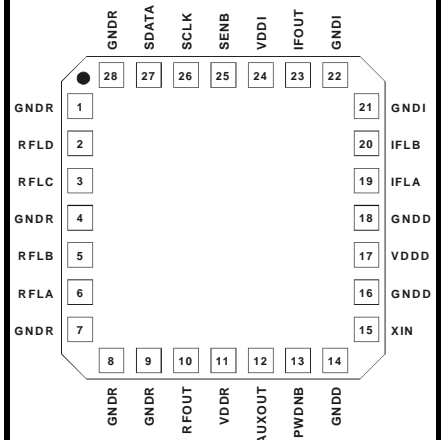 GNDR
SDATA
SCLK
SENB
VDDI
IFOUT
GNDI
28
27
26
25
24
23
22
GNDR 1
21 GNDI
RFLD 2
20 IFLB
RFLC 3
19 IFLA
GNDR 4
18 GNDD
RFLB 5
17 VDDD
RFLA 6
16 GNDD
GNDR 7
15 XIN
8
9
10
11
12
13
14
GNDR
GNDR
RFOUT
VDDR
AUXOUT
PWDNB
GNDD